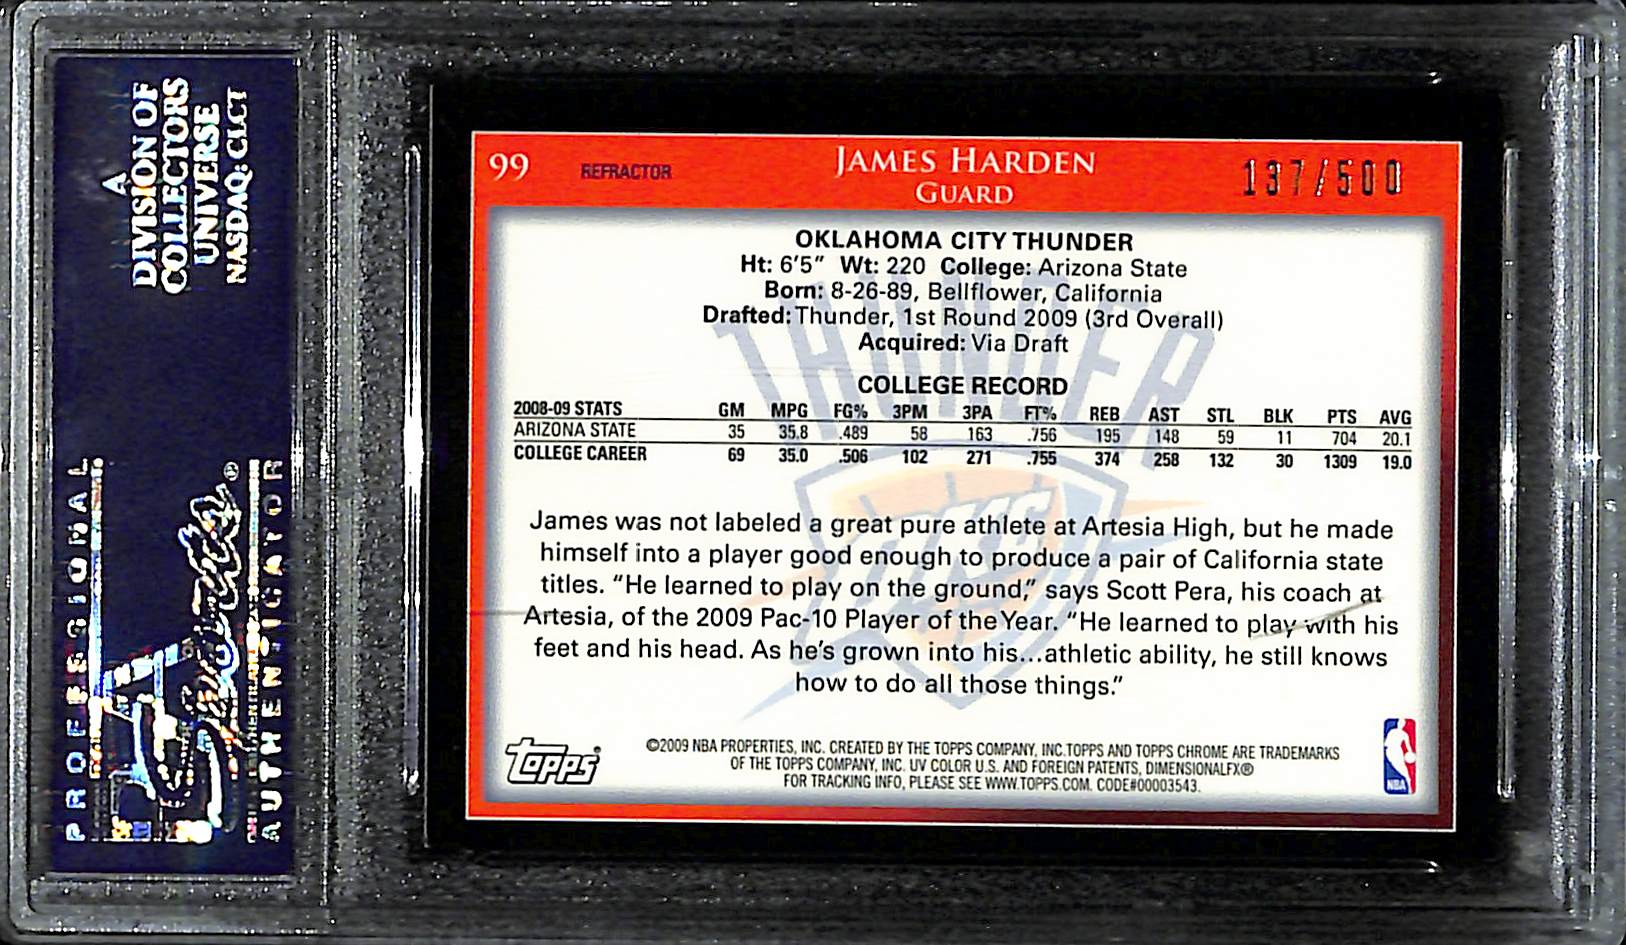 A
DIVISION OF
COLLECTORS
UNIVERSE
NASDAQ: CLCT
PROFESSIONAL
AUTHENTICATOR
99 REFRACTOR JAMES HARDEN 137/500
GUARD
OKLAHOMA CITY THUNDER
Ht: 6'5" Wt: 220 College: Arizona State
Born: 8-26-89, Bellflower, California
Drafted: Thunder, 1st Round 2009 (3rd Overall)
Acquired: Via Draft
COLLEGE RECORD
2008-09 STATS GM MPG FG% 3PM 3PA FT% REB AST STL BLK PTS AVG
ARIZONA STATE 35 35.8 .489 58 163 .756 195 148 59 11 704 20.1
COLLEGE CAREER 69 35.0 .506 102 271 .755 374 258 132 30 1309 19.0
THUNDER
OKC
James was not labeled a great pure athlete at Artesia High, but he made
himself into a player good enough to produce a pair of California state
titles. "He learned to play on the ground," says Scott Pera, his coach at
Artesia, of the 2009 Pac-10 Player of the Year. "He learned to play with his
feet and his head. As he's grown into his...athletic ability, he still knows
how to do all those things."
topps®
©2009 NBA PROPERTIES, INC. CREATED BY THE TOPPS COMPANY, INC. TOPPS AND TOPPS CHROME ARE TRADEMARKS
OF THE TOPPS COMPANY, INC. UV COLOR U.S. AND FOREIGN PATENTS, DIMENSIONALFX®
FOR TRACKING INFO, PLEASE SEE WWW.TOPPS.COM. CODE#00003543.
NBA